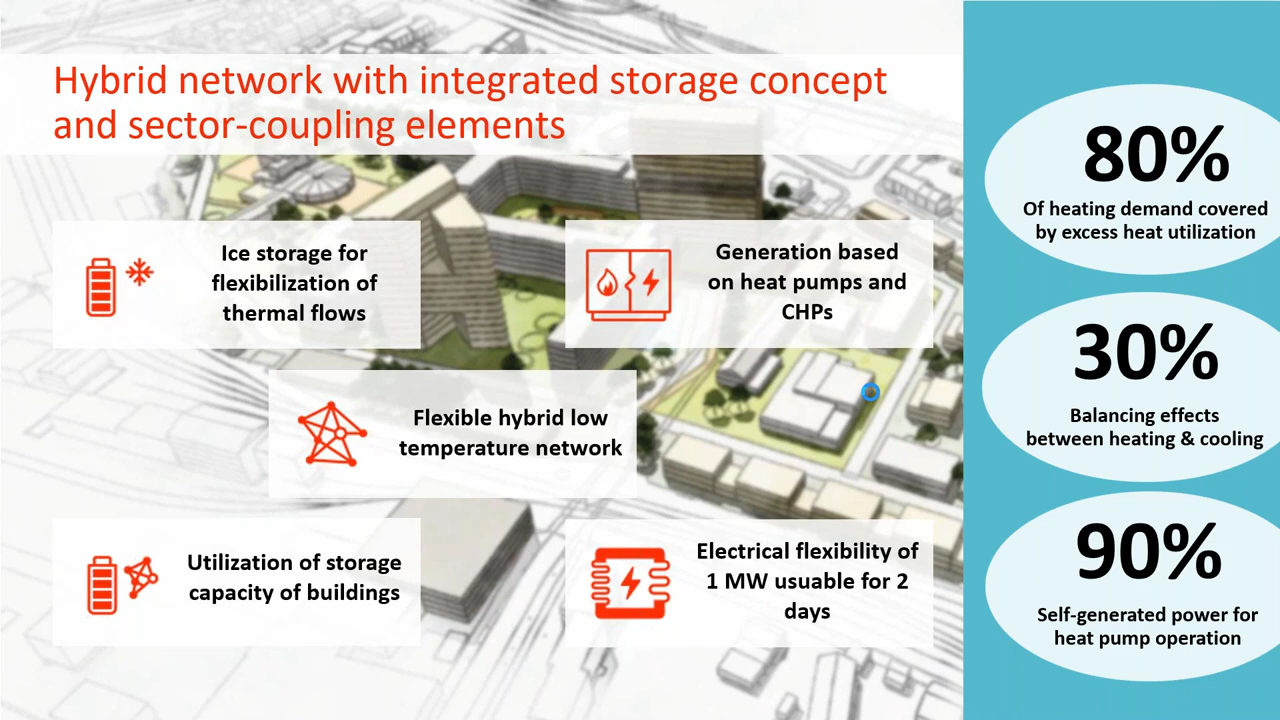 Hybrid network with integrated storage concept
and sector-coupling elements
Ice storage for
flexibilization of
thermal flows
Generation based
on heat pumps and
CHPs
Flexible hybrid low
temperature network
Utilization of storage
capacity of buildings
Electrical flexibility of
1 MW usuable for 2
days
80%
Of heating demand covered
by excess heat utilization
30%
Balancing effects
between heating & cooling
90%
Self-generated power for
heat pump operation